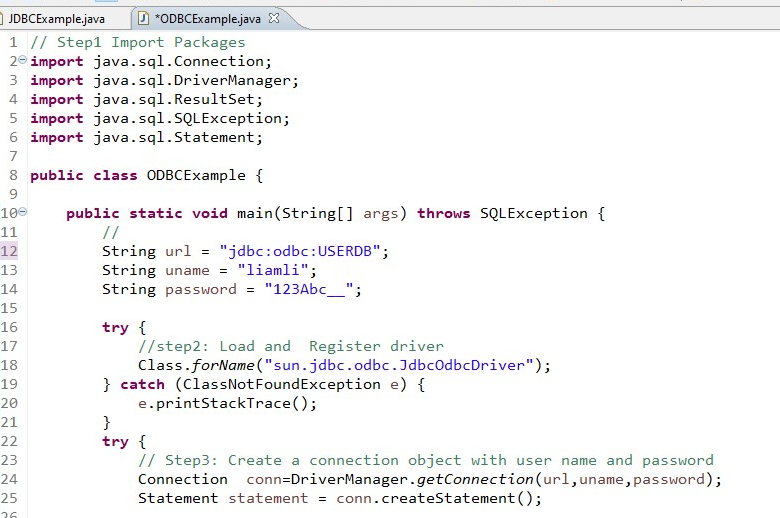 JDBCExample.java *ODBCExample.java
1 // Step1 Import Packages
2 import java.sql.Connection;
3 import java.sql.DriverManager;
4 import java.sql.ResultSet;
5 import java.sql.SQLException;
6 import java.sql.Statement;
7
8 public class ODBCExample {
9
10 public static void main(String[] args) throws SQLException {
11 //
12 String url = "jdbc:odbc:USERDB";
13 String uname = "liamli";
14 String password = "123Abc__";
15
16 try {
17 //step2: Load and  Register driver
18 Class.forName("sun.jdbc.odbc.JdbcOdbcDriver");
19 } catch (ClassNotFoundException e) {
20 e.printStackTrace();
21 }
22 try {
23 // Step3: Create a connection object with user name and password
24 Connection  conn=DriverManager.getConnection(url,uname,password);
25 Statement statement = conn.createStatement();
26